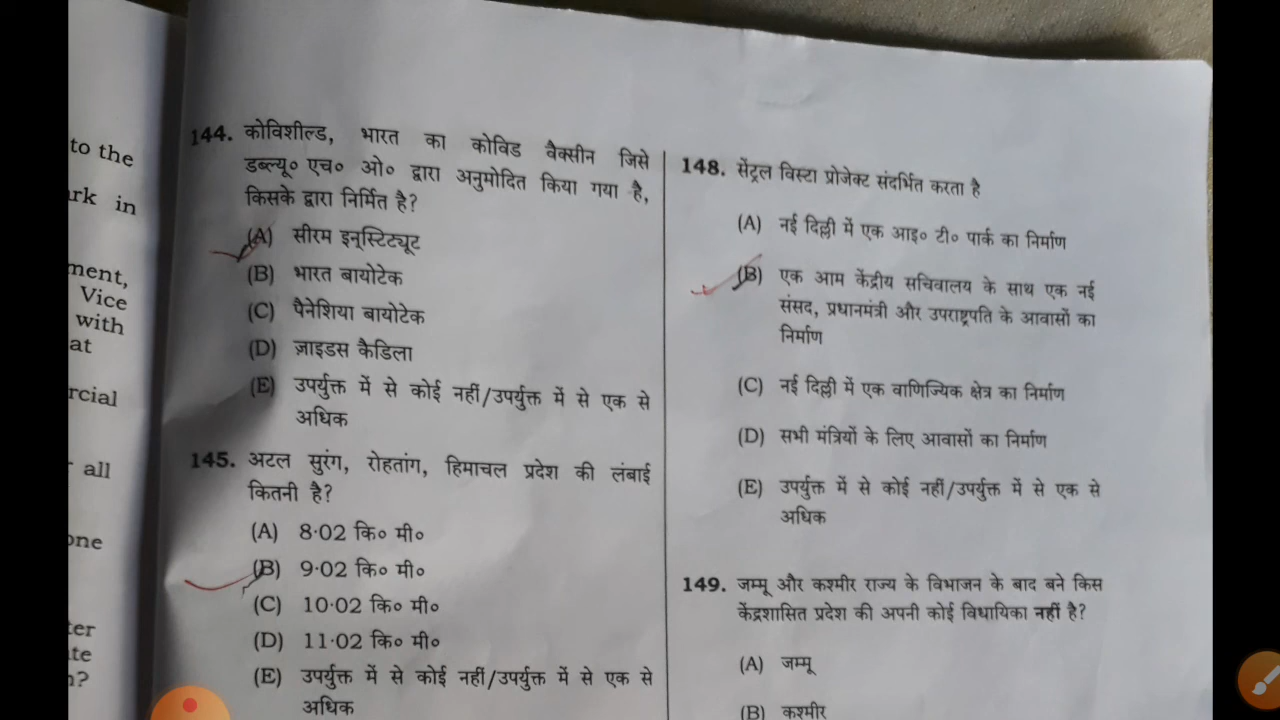 to the
ark in
ment,
Vice
with
at
rcial
all
one
ter
ate
n?
144. कोविशील्ड, भारत का कोविड वैक्सीन जिसे
डब्ल्यू० एच० ओ० द्वारा अनुमोदित किया गया है,
किसके द्वारा निर्मित है?
(A) सीरम इन्‌स्टिट्यूट
(B) भारत बायोटेक
(C) पैनेशिया बायोटेक
(D) ज़ाइडस कैडिला
(E) उपर्युक्त में से कोई नहीं/उपर्युक्त में से एक से
अधिक
145. अटल सुरंग, रोहतांग, हिमाचल प्रदेश की लंबाई
कितनी है?
(A) 8·02 कि० मी०
(B) 9·02 कि० मी०
(C) 10·02 कि० मी०
(D) 11·02 कि० मी०
(E) उपर्युक्त में से कोई नहीं/उपर्युक्त में से एक से
अधिक
148. सेंट्रल विस्टा प्रोजेक्ट संदर्भित करता है
(A) नई दिल्ली में एक आइ० टी० पार्क का निर्माण
(B) एक आम केंद्रीय सचिवालय के साथ एक नई
संसद, प्रधानमंत्री और उपराष्ट्रपति के आवासों का
निर्माण
(C) नई दिल्ली में एक वाणिज्यिक क्षेत्र का निर्माण
(D) सभी मंत्रियों के लिए आवासों का निर्माण
(E) उपर्युक्त में से कोई नहीं/उपर्युक्त में से एक से
अधिक
149. जम्मू और कश्मीर राज्य के विभाजन के बाद बने किस
केंद्रशासित प्रदेश की अपनी कोई विधायिका नहीं है?
(A) जम्मू
(B) कश्मीर